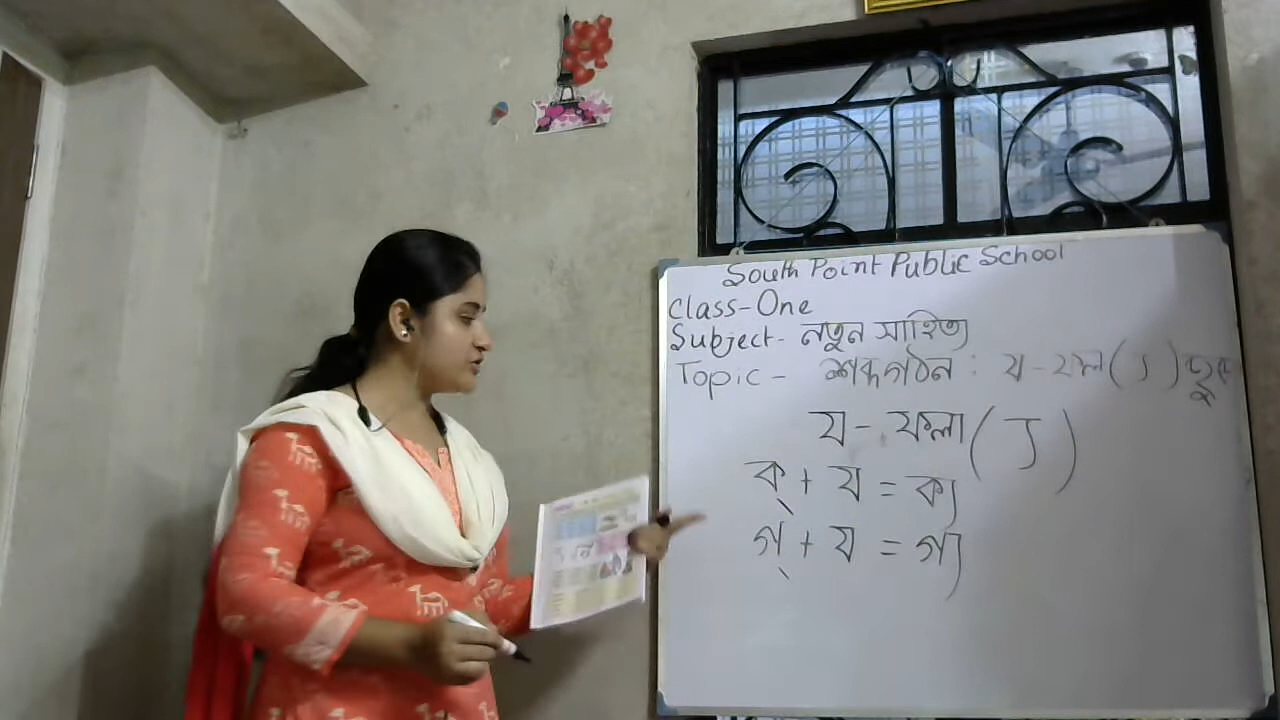 South Point Public School
Class-One
Subject- নতুন সাহিত্য
Topic - শব্দগঠন : য-ফলা ( ্য ) যুক্ত
য - ফলা ( ্য )
ক্ + য = ক্য
গ্ + য = গ্য